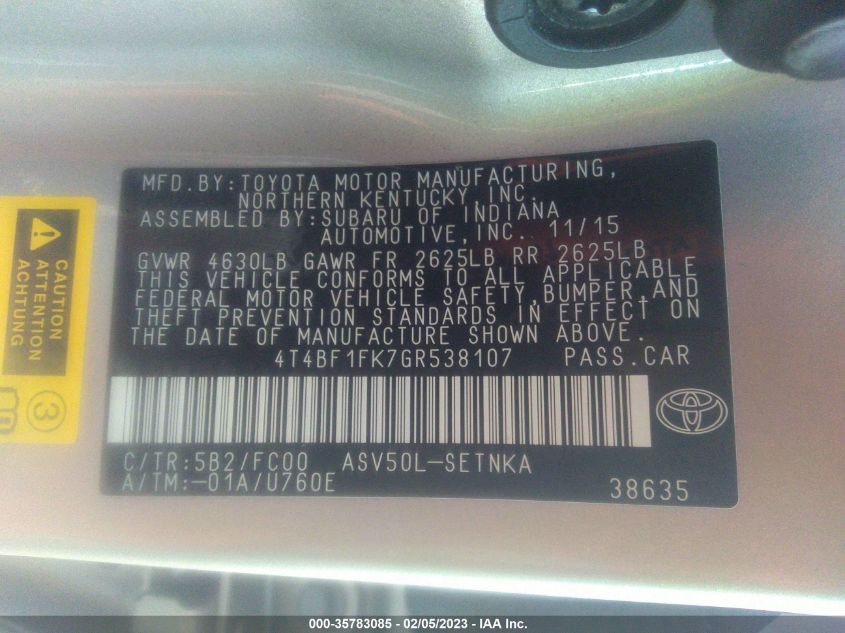 MFD.BY:TOYOTA MOTOR MANUFACTURING,
NORTHERN KENTUCKY,INC.
ASSEMBLED BY:SUBARU OF INDIANA
AUTOMOTIVE,INC. 11/15
GVWR 4630LB GAWR FR 2625LB RR 2625LB
THIS VEHICLE CONFORMS TO ALL APPLICABLE
FEDERAL MOTOR VEHICLE SAFETY,BUMPER,AND
THEFT PREVENTION STANDARDS IN EFFECT ON
THE DATE OF MANUFACTURE SHOWN ABOVE.
4T4BF1FK7GR538107 PASS.CAR
C/TR:5B2/FC00 ASV50L-SETNKA
A/TM:-01A/U760E 38635
CAUTION
ATTENTION
ACHTUNG
3
000-35783085 - 02/05/2023 - IAA Inc.